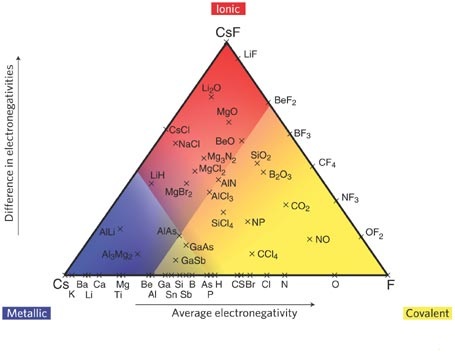 Ionic
CsF
LiF
Li₂O
BeF₂
MgO
CsCl
BF₃
NaCl
BeO
Mg₃N₂
SiO₂
CF₄
MgCl₂
B₂O₃
LiH
AlN
MgBr₂
AlCl₃
NF₃
CO₂
SiCl₄
NP
AlLi
AlAs
OF₂
GaAs
NO
Al₃Mg₂
GaSb
CCl₄
Difference in electronegativities
Cs Ba Ca Mg Be Ga Si B As H CS Br Cl N O F
K Li Ti Al Sn Sb P
Metallic
Average electronegativity
Covalent